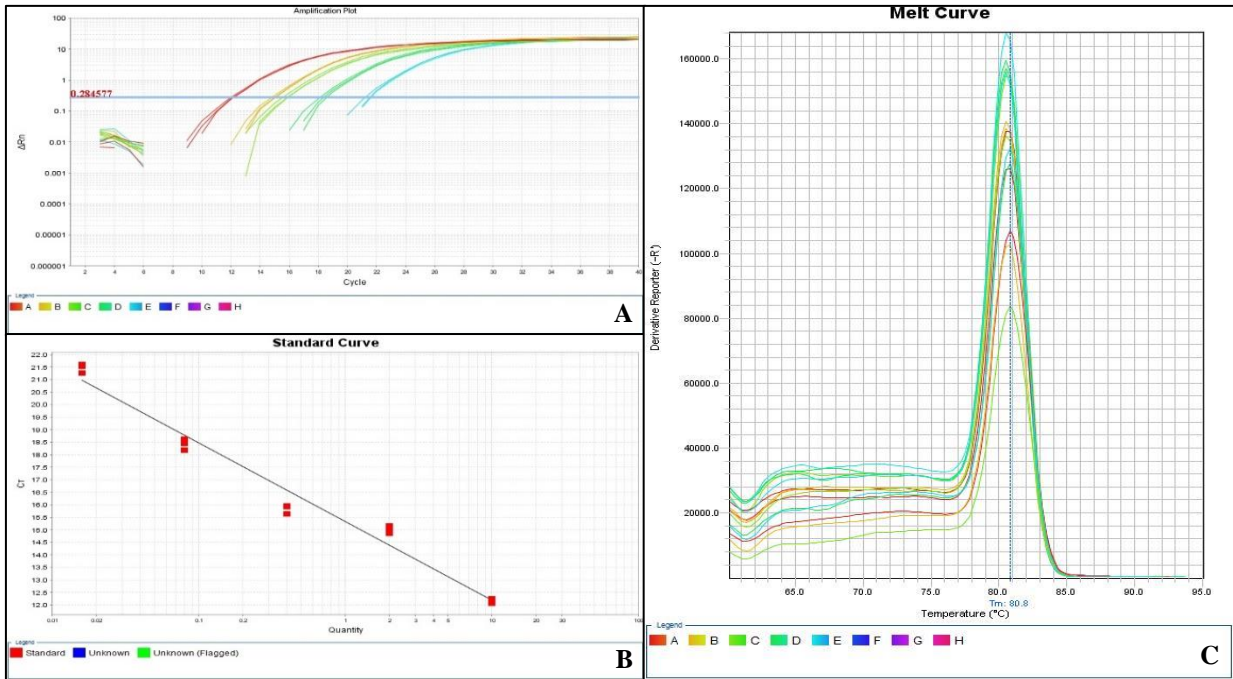 Amplification Plot
100
10
1
0.1
0.01
0.001
0.0001
0.00001
0.000001
ΔRn
0.284577
2 4 6 8 10 12 14 16 18 20 22 24 26 28 30 32 34 36 38 40
Cycle
Legend
A B C D E F G H
A
Standard Curve
22.0
21.5
21.0
20.5
20.0
19.5
19.0
18.5
18.0
17.5
17.0
16.5
16.0
15.5
15.0
14.5
14.0
13.5
13.0
12.5
12.0
CT
0.01 0.02 0.1 0.2 1 2 3 4 10 20 30 100
Quantity
Legend
Standard Unknown Unknown (Flagged)
B
Melt Curve
160000.0
140000.0
120000.0
100000.0
80000.0
60000.0
40000.0
20000.0
Derivative Reporter (-R')
65.0 70.0 75.0 80.0 85.0 90.0 95.0
Tm: 80.8
Temperature (°C)
Legend
A B C D E F G H
C